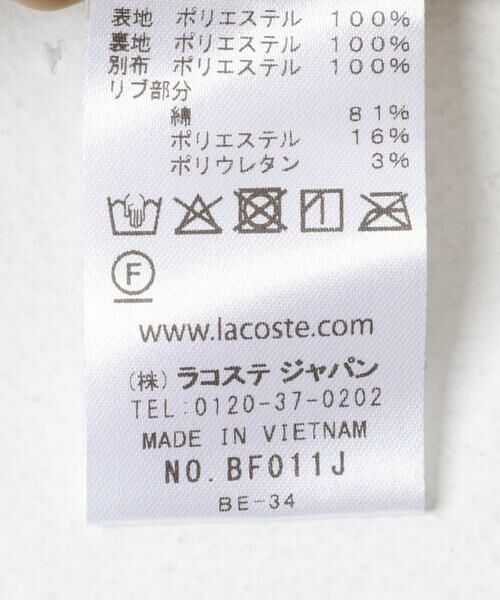 表地 ポリエステル 100%
裏地 ポリエステル 100%
別布 ポリエステル 100%
リブ部分
綿 81%
ポリエステル 16%
ポリウレタン 3%
F
www.lacoste.com
(株) ラコステ ジャパン
TEL:0120-37-0202
MADE IN VIETNAM
NO. BF011J
BE-34